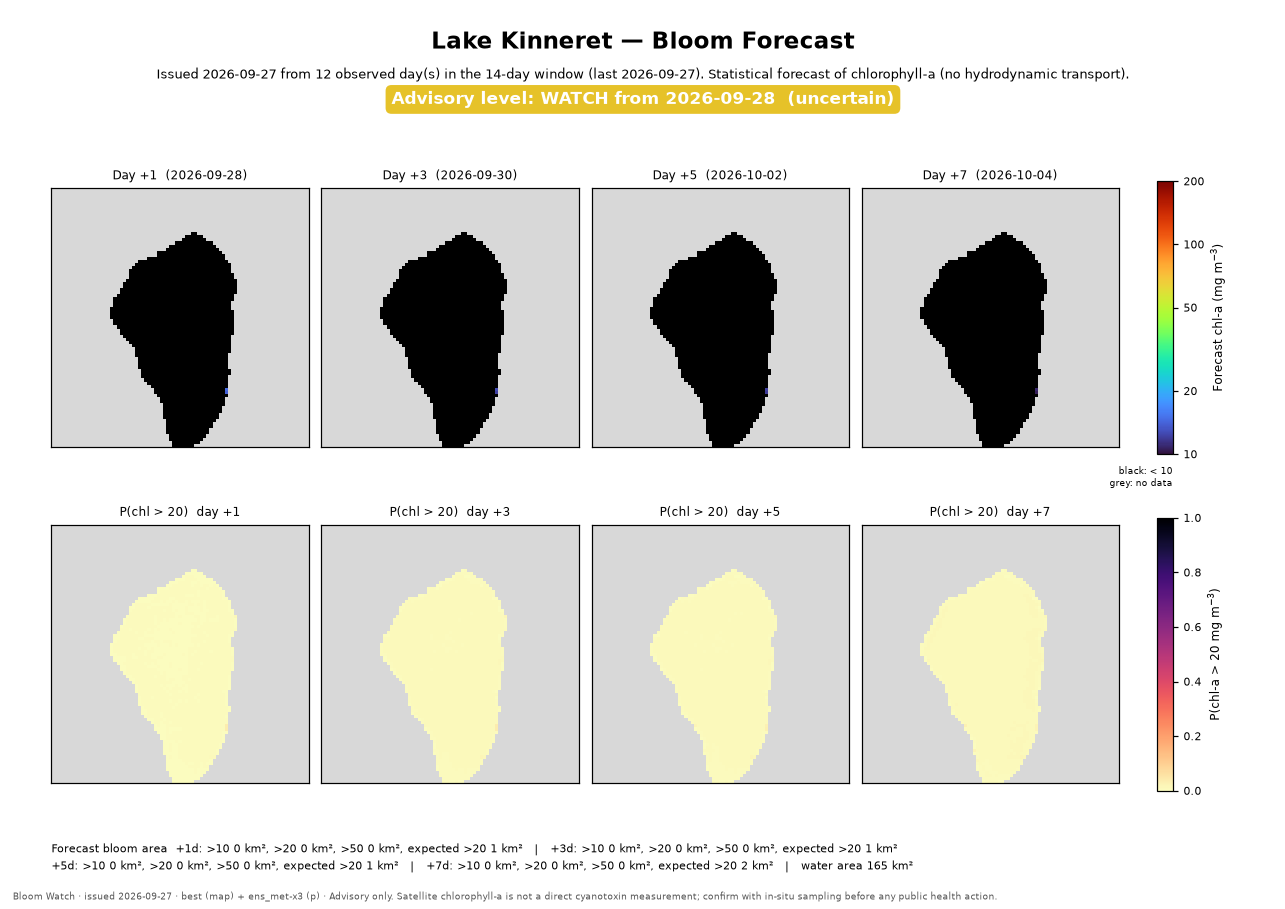 Lake Kinneret — Bloom Forecast
Issued 2026-09-27 from 12 observed day(s) in the 14-day window (last 2026-09-27). Statistical forecast of chlorophyll-a (no hydrodynamic transport).
Advisory level: WATCH from 2026-09-28 (uncertain)
Day +1 (2026-09-28)
Day +3 (2026-09-30)
Day +5 (2026-10-02)
Day +7 (2026-10-04)
200
100
50
20
10
Forecast chl-a (mg m⁻³)
black: < 10
grey: no data
P(chl > 20) day +1
P(chl > 20) day +3
P(chl > 20) day +5
P(chl > 20) day +7
1.0
0.8
0.6
0.4
0.2
0.0
P(chl-a > 20 mg m⁻³)
Forecast bloom area +1d: >10 0 km², >20 0 km², >50 0 km², expected >20 1 km² | +3d: >10 0 km², >20 0 km², >50 0 km², expected >20 1 km²
+5d: >10 0 km², >20 0 km², >50 0 km², expected >20 1 km² | +7d: >10 0 km², >20 0 km², >50 0 km², expected >20 2 km² | water area 165 km²
Bloom Watch · issued 2026-09-27 · best (map) + ens_met-x3 (p) · Advisory only. Satellite chlorophyll-a is not a direct cyanotoxin measurement; confirm with in-situ sampling before any public health action.